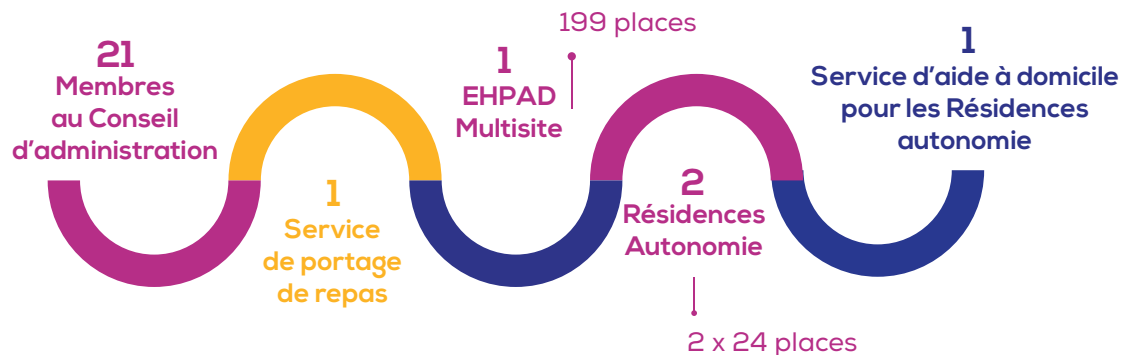 21
Membres
au Conseil
d'administration
1
Service
de portage
de repas
199 places
1
EHPAD
Multisite
2
Résidences
Autonomie
2 x 24 places
1
Service d'aide à domicile
pour les Résidences
autonomie